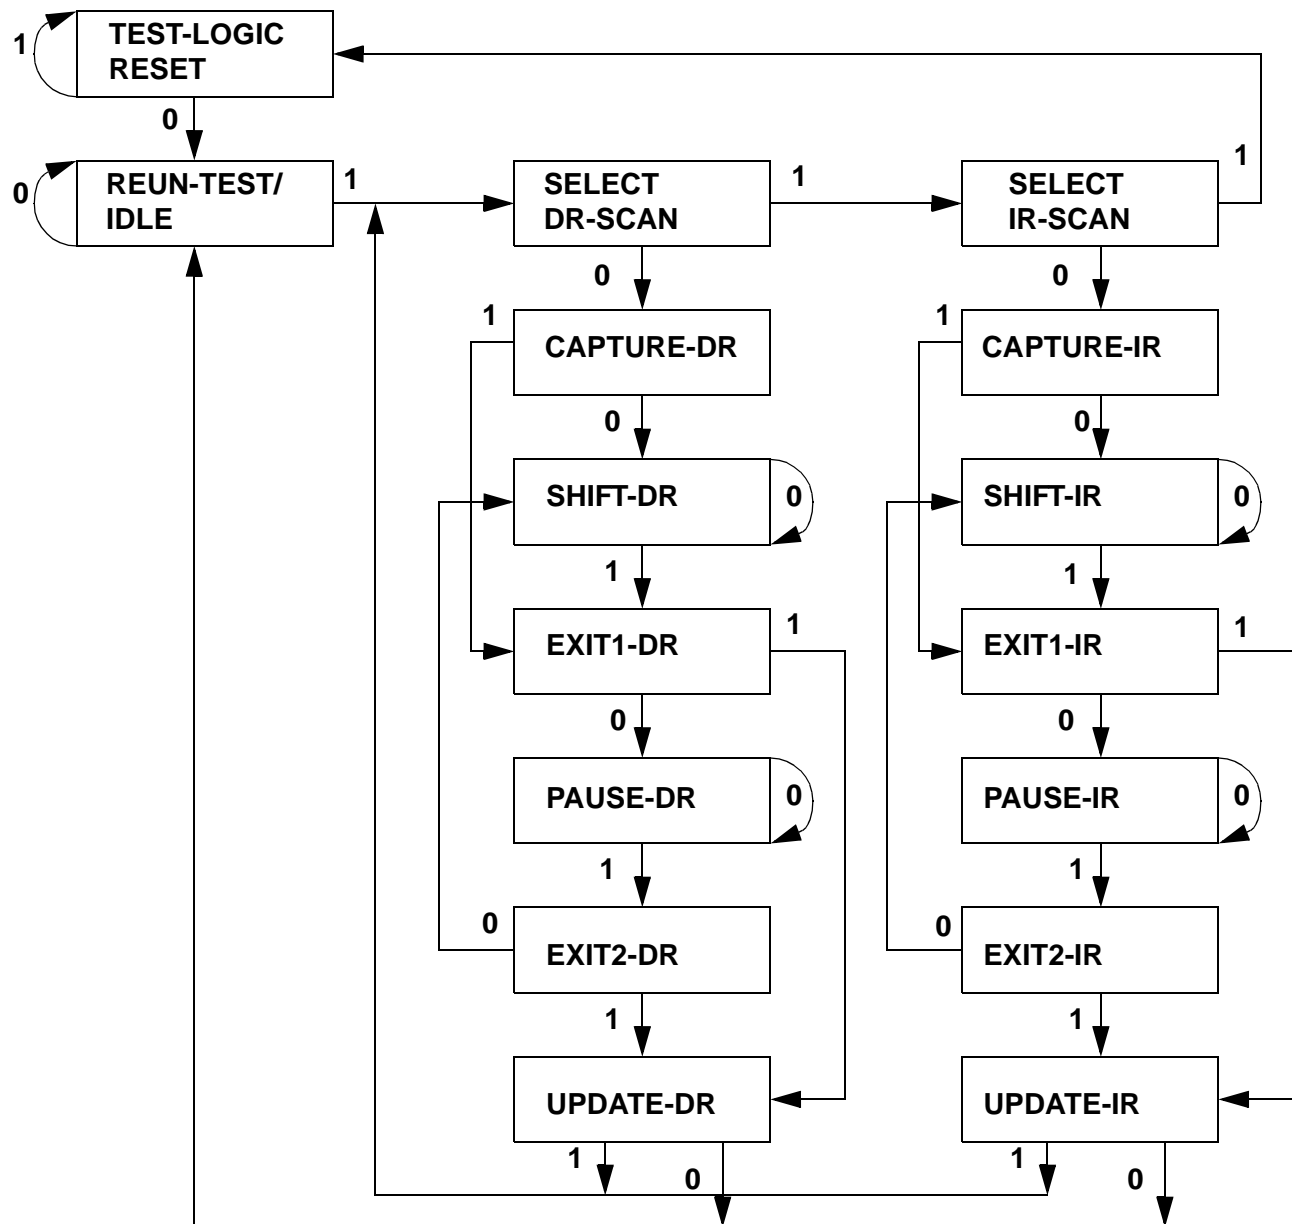 TEST-LOGIC
RESET
1
0
REUN-TEST/
IDLE
0
1
SELECT
DR-SCAN
1
SELECT
IR-SCAN
1
0
0
1
CAPTURE-DR
1
CAPTURE-IR
0
0
SHIFT-DR
0
SHIFT-IR
0
1
1
EXIT1-DR
1
EXIT1-IR
1
0
0
PAUSE-DR
0
PAUSE-IR
0
1
1
0
EXIT2-DR
0
EXIT2-IR
1
1
UPDATE-DR
UPDATE-IR
1
0
1
0